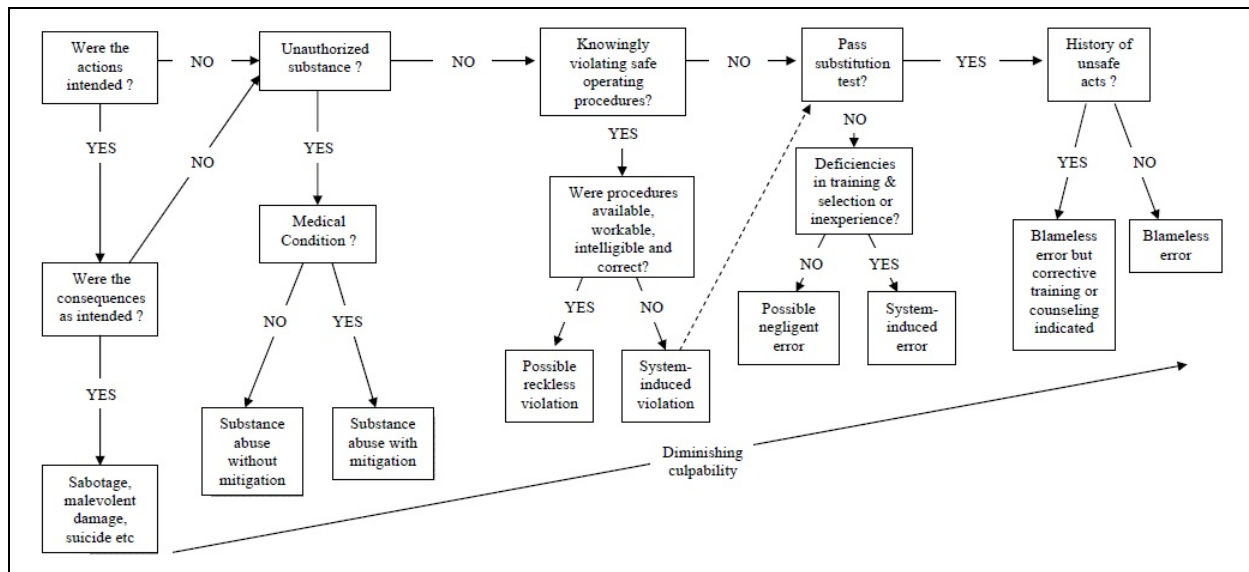 Were the
actions
intended ?
NO
Unauthorized
substance ?
NO
Knowingly
violating safe
operating
procedures?
NO
Pass
substitution
test?
YES
History of
unsafe
acts ?
YES
NO
YES
YES
NO
YES
NO
Medical
Condition ?
Were procedures
available,
workable,
intelligible and
correct?
Deficiencies
in training &
selection or
inexperience?
Blameless
error but
corrective
training or
counseling
indicated
Blameless
error
Were the
consequences
as intended ?
NO
YES
YES
NO
NO
YES
Possible
negligent
error
System-
induced
error
YES
Possible
reckless
violation
System-
induced
violation
Substance
abuse
without
mitigation
Substance
abuse with
mitigation
Diminishing
culpability
Sabotage,
malevolent
damage,
suicide etc